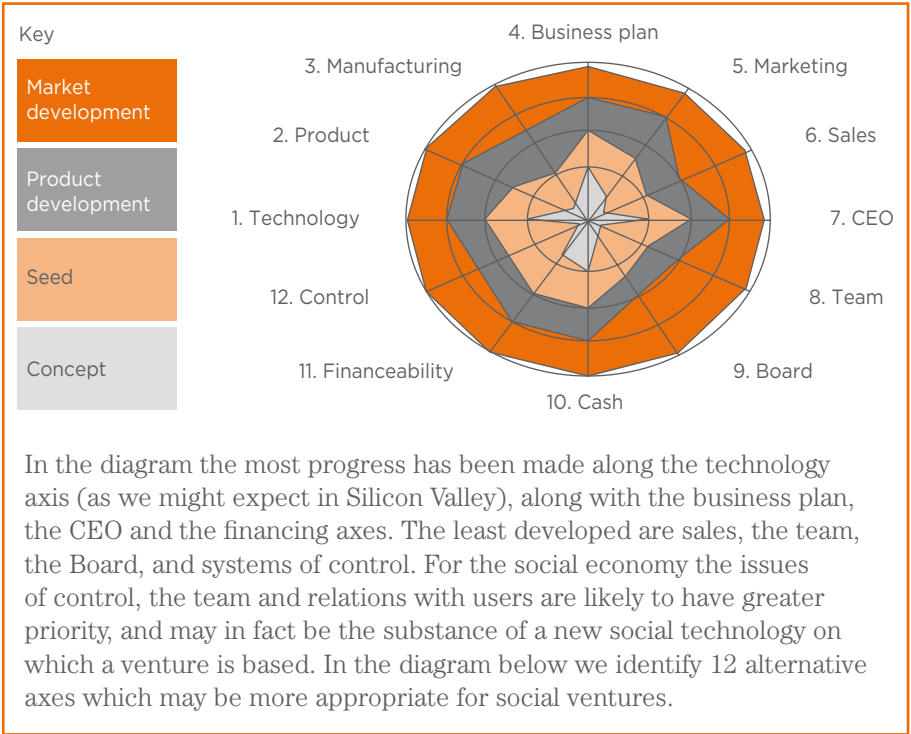 Key
Market
development
Product
development
Seed
Concept
4. Business plan
3. Manufacturing
5. Marketing
2. Product
6. Sales
1. Technology
7. CEO
12. Control
8. Team
11. Financeability
9. Board
10. Cash
In the diagram the most progress has been made along the technology
axis (as we might expect in Silicon Valley), along with the business plan,
the CEO and the financing axes. The least developed are sales, the team,
the Board, and systems of control. For the social economy the issues
of control, the team and relations with users are likely to have greater
priority, and may in fact be the substance of a new social technology on
which a venture is based. In the diagram below we identify 12 alternative
axes which may be more appropriate for social ventures.